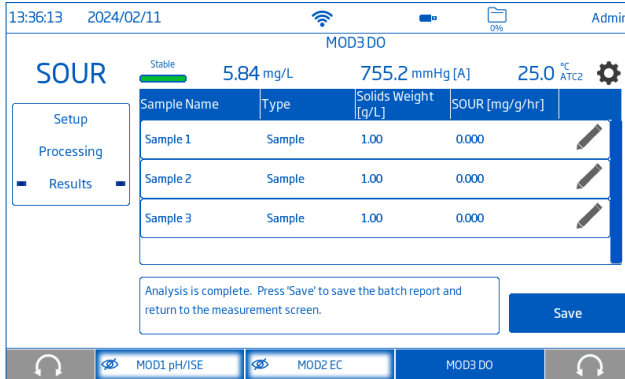 13:36:13 2024/02/11 0% Admin
MOD3 DO
SOUR Stable 5.84 mg/L 755.2 mmHg [A] 25.0 °C ATC2
Setup
Processing
Results
Sample Name Type Solids Weight [g/L] SOUR [mg/g/hr]
Sample 1 Sample 1.00 0.000
Sample 2 Sample 1.00 0.000
Sample 3 Sample 1.00 0.000
Analysis is complete. Press 'Save' to save the batch report and
return to the measurement screen.
Save
MOD1 pH/ISE MOD2 EC MOD3 DO